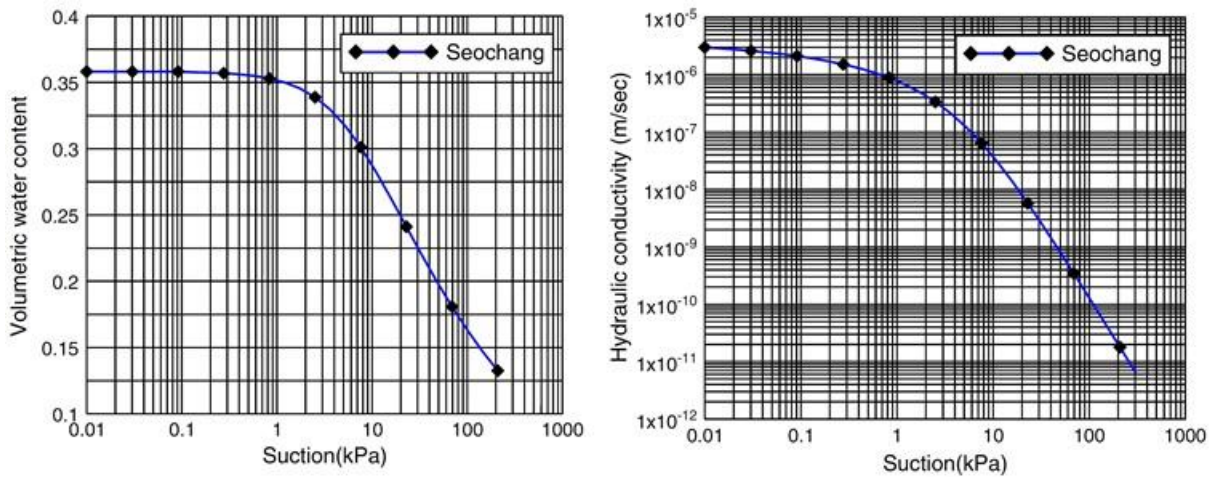 0.4
0.35
0.3
0.25
0.2
0.15
0.1
Volumetric water content
Seochang
0.01 0.1 1 10 100 1000
Suction(kPa)
1x10⁻⁵
1x10⁻⁶
1x10⁻⁷
1x10⁻⁸
1x10⁻⁹
1x10⁻¹⁰
1x10⁻¹¹
1x10⁻¹²
Hydraulic conductivity (m/sec)
Seochang
0.01 0.1 1 10 100 1000
Suction(kPa)